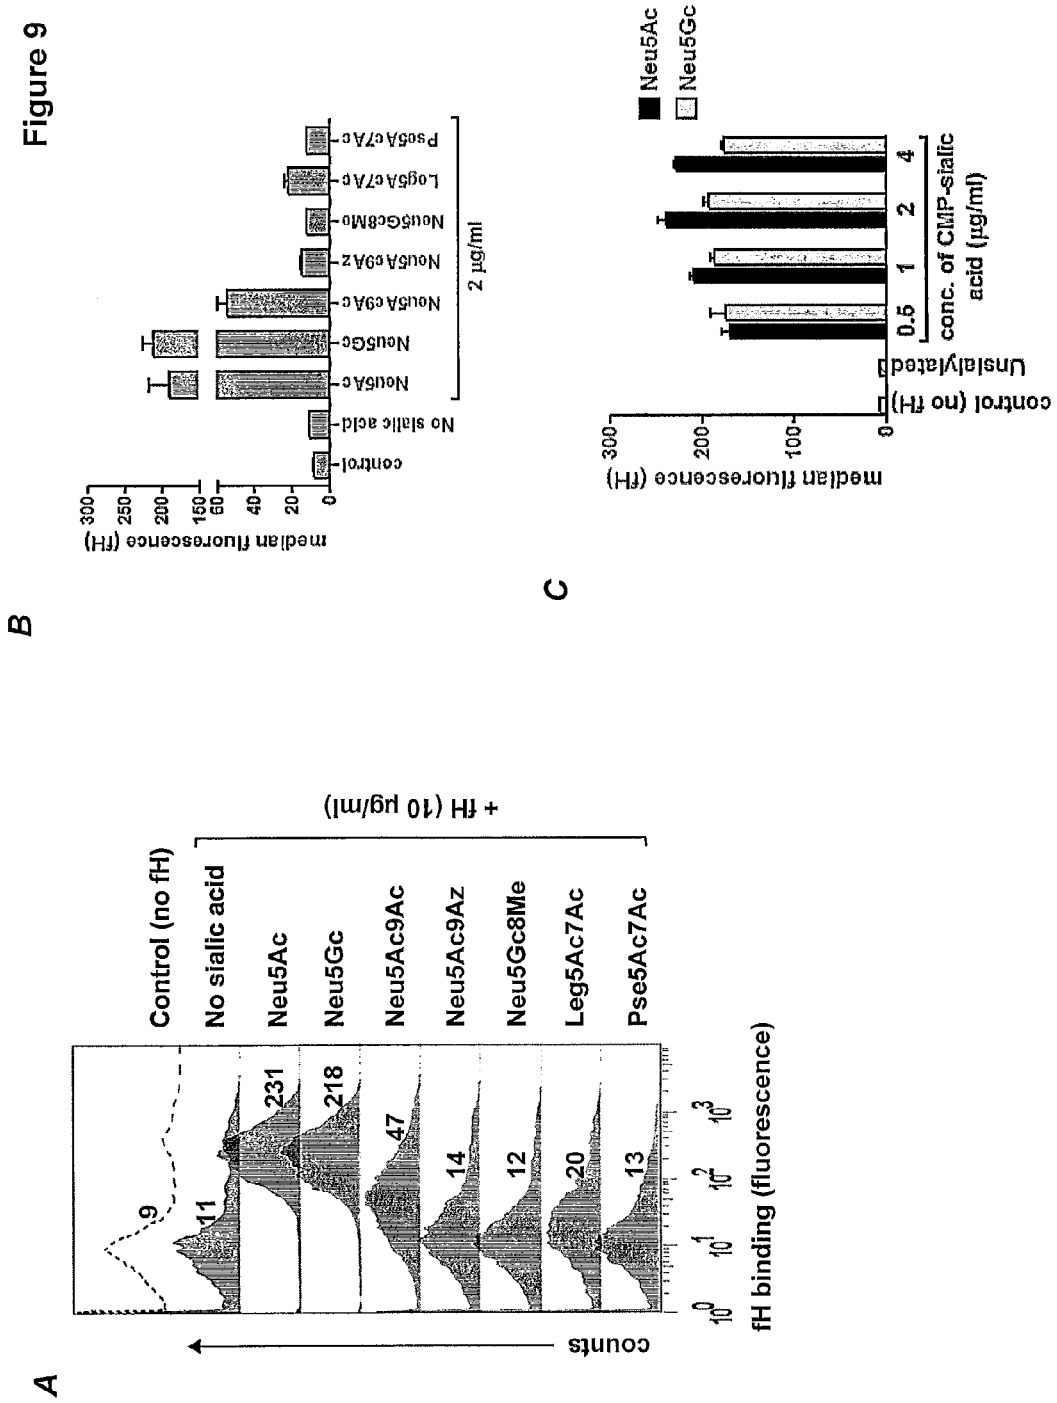 Figure 9
A
counts
9
11
231
218
47
14
12
20
13
10⁰ 10¹ 10² 10³
fH binding (fluorescence)
Control (no fH)
No sialic acid
Neu5Ac
Neu5Gc
Neu5Ac9Ac
Neu5Ac9Az
Neu5Gc8Me
Leg5Ac7Ac
Pse5Ac7Ac
+ fH (10 µg/ml)
B
median fluorescence (fH)
300
250
200
150
60
40
20
0
control
No sialic acid
Neu5Ac
Neu5Gc
Neu5Ac9Ac
Neu5Ac9Az
Neu5Gc8Me
Leg5Ac7Ac
Pse5Ac7Ac
2 µg/ml
C
median fluorescence (fH)
300
200
100
0
control (no fH)
Unsialylated
0.5 1 2 4
conc. of CMP-sialic
acid (µg/ml)
Neu5Ac
Neu5Gc